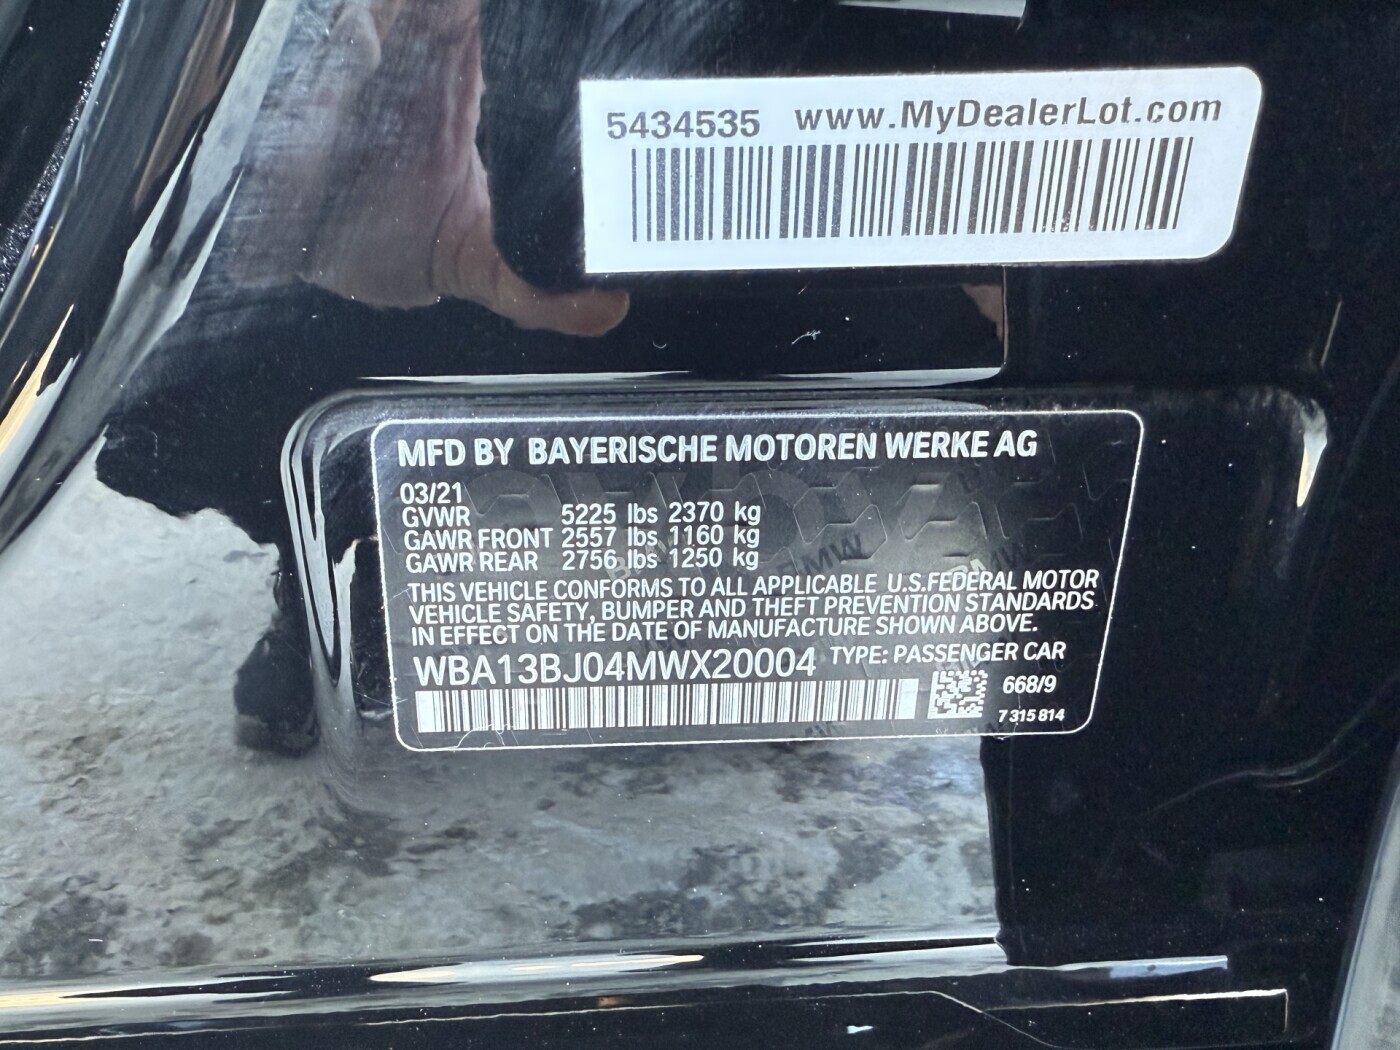 5434535 www.MyDealerLot.com
MFD BY BAYERISCHE MOTOREN WERKE AG
03/21
GVWR 5225 lbs 2370 kg
GAWR FRONT 2557 lbs 1160 kg
GAWR REAR 2756 lbs 1250 kg
THIS VEHICLE CONFORMS TO ALL APPLICABLE U.S.FEDERAL MOTOR
VEHICLE SAFETY, BUMPER AND THEFT PREVENTION STANDARDS
IN EFFECT ON THE DATE OF MANUFACTURE SHOWN ABOVE.
WBA13BJ04MWX20004 TYPE: PASSENGER CAR
668/9
7315814